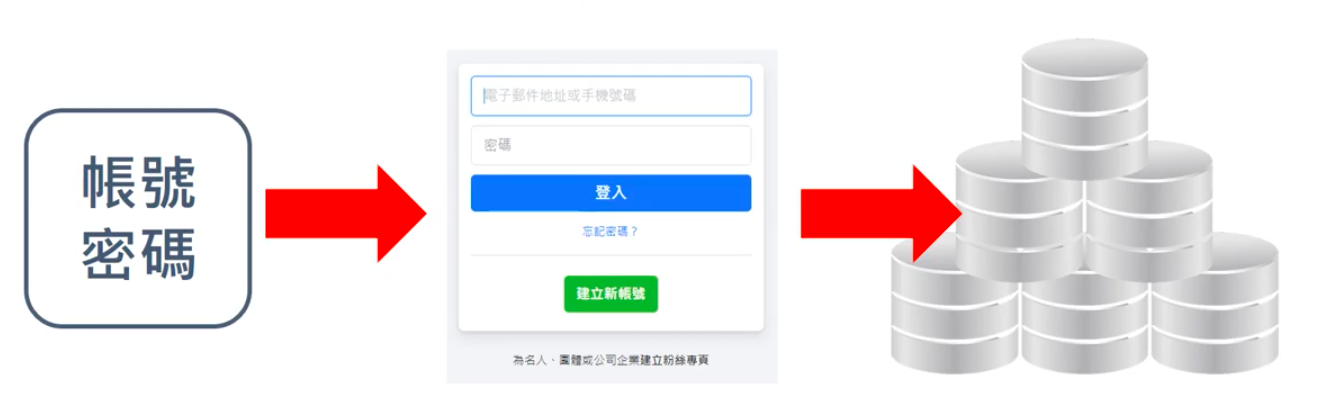 帳號
密碼
電子郵件地址或手機號碼
密碼
登入
忘記密碼？
建立新帳號
為名人、團體或公司企業建立粉絲專頁